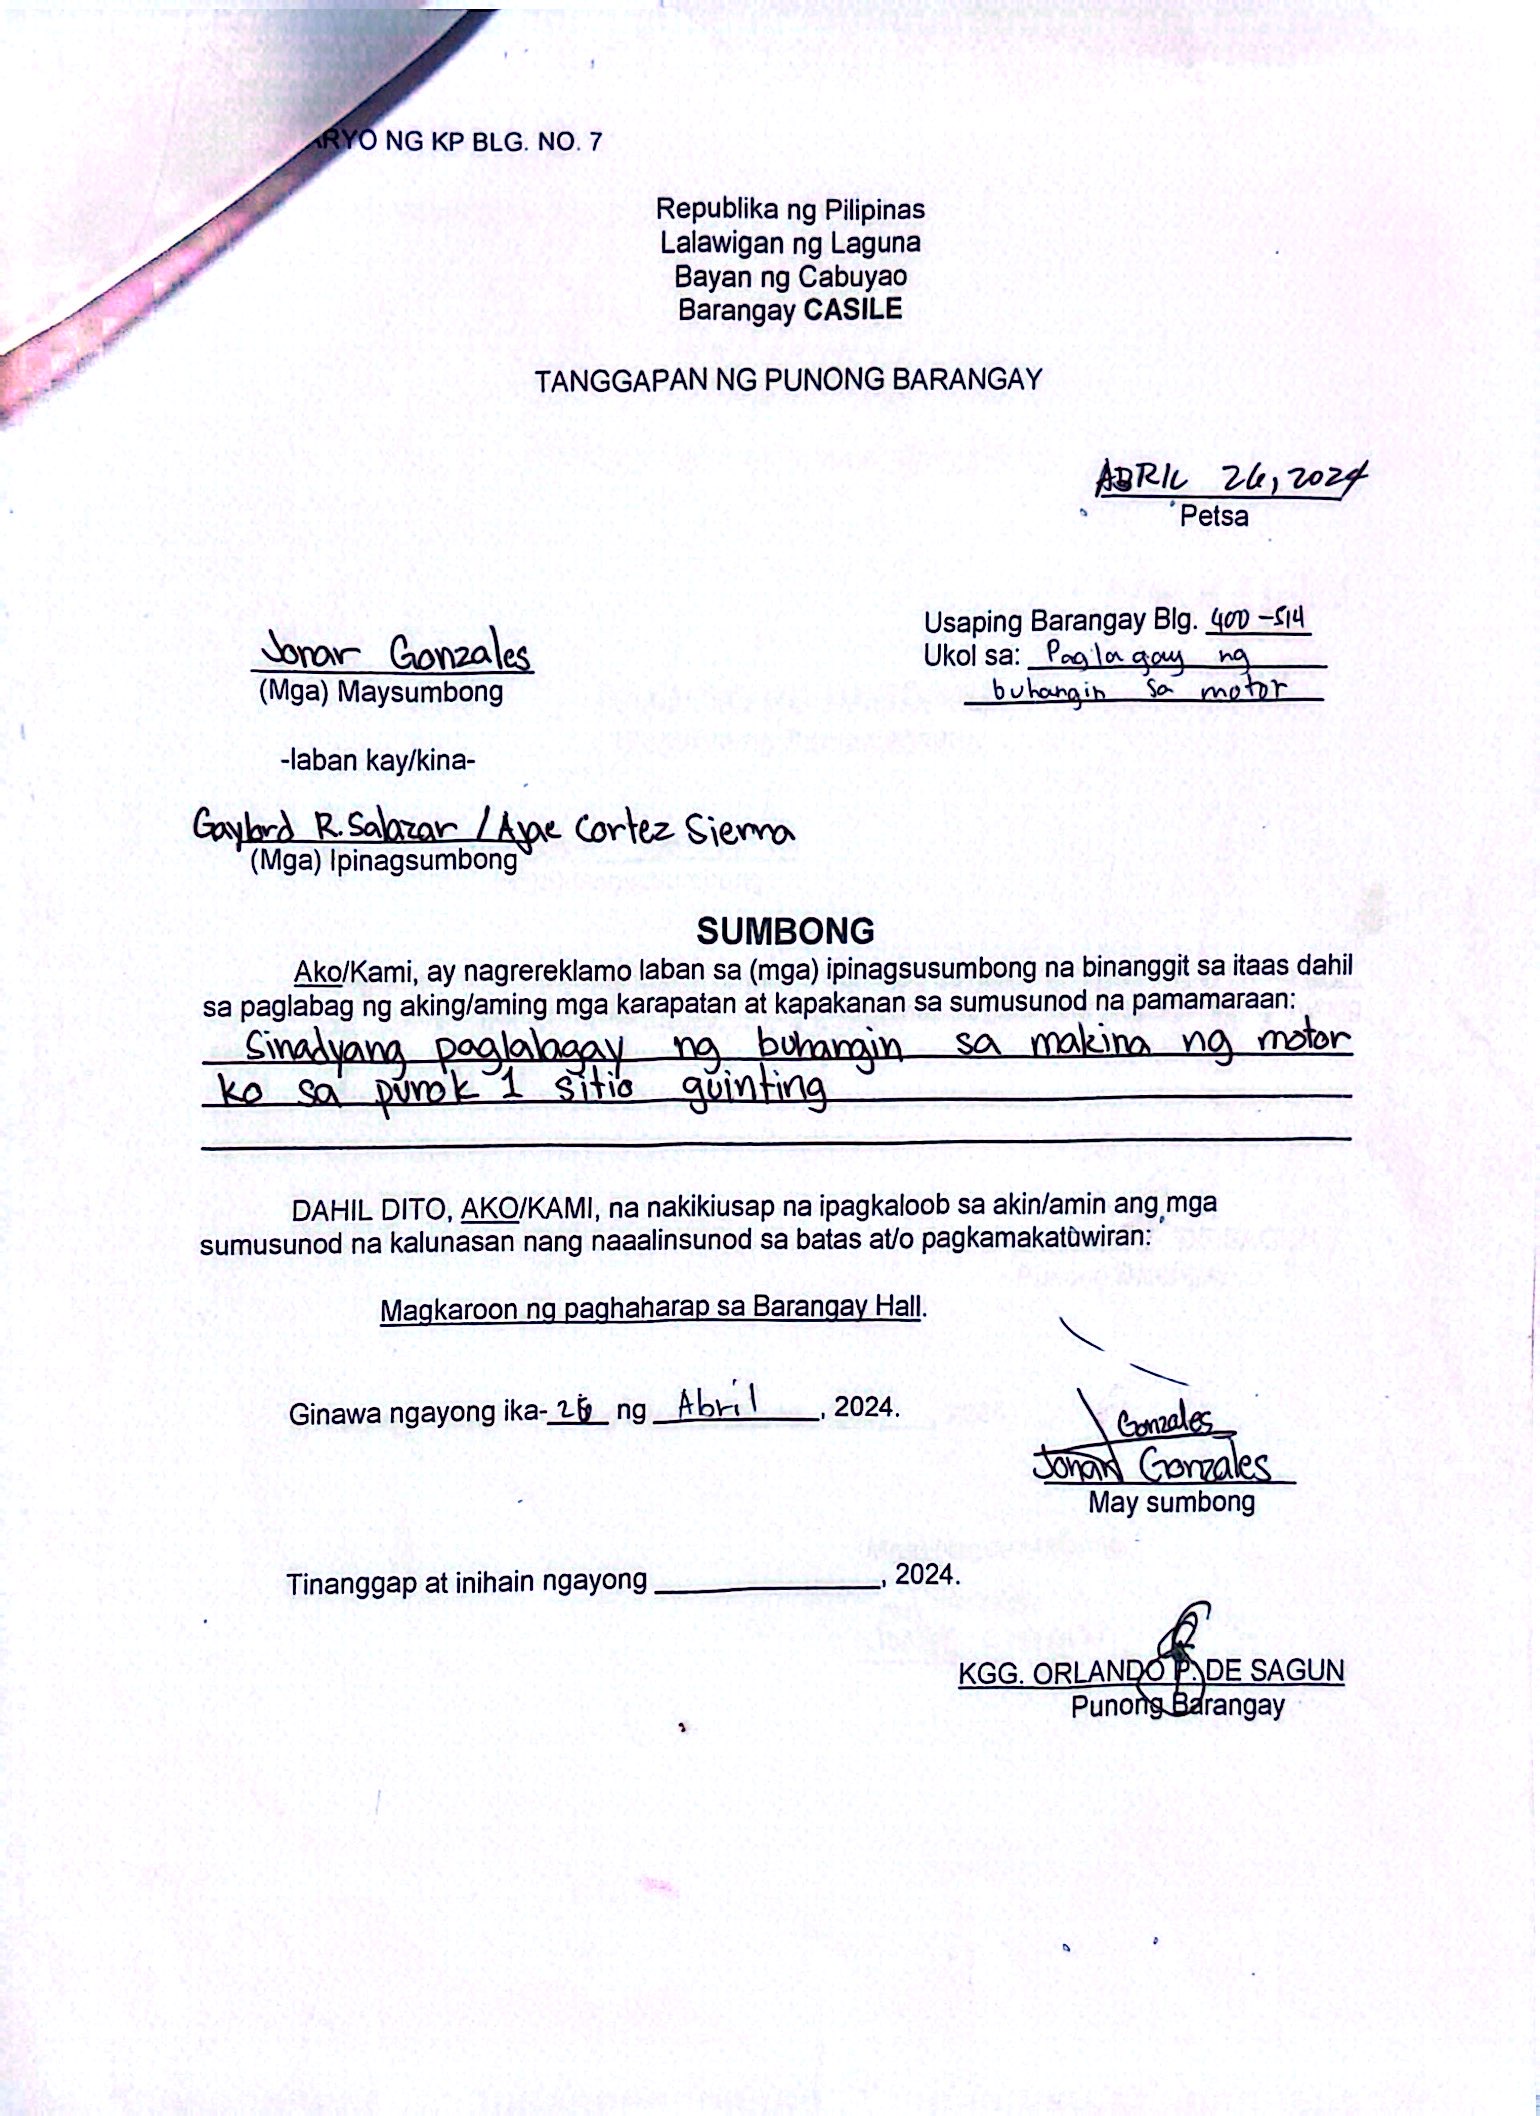 ARYO NG KP BLG. NO. 7
Republika ng Pilipinas
Lalawigan ng Laguna
Bayan ng Cabuyao
Barangay CASILE
TANGGAPAN NG PUNONG BARANGAY
ABRIL 26, 2024
Petsa
Usaping Barangay Blg. 400-514
Ukol sa: Paglagay ng
buhangin sa motor
Jonar Gonzales
(Mga) Maysumbong
-laban kay/kina-
Gaylord R. Salazar / Ajae Cortez Sierra
(Mga) Ipinagsumbong
SUMBONG
Ako/Kami, ay nagrereklamo laban sa (mga) ipinagsusumbong na binanggit sa itaas dahil
sa paglabag ng aking/aming mga karapatan at kapakanan sa sumusunod na pamamaraan:
Sinadyang paglalagay ng buhangin sa makina ng motor
ko sa purok 1 sitio guinting
DAHIL DITO, AKO/KAMI, na nakikiusap na ipagkaloob sa akin/amin ang mga
sumusunod na kalunasan nang naaalinsunod sa batas at/o pagkamakatuwiran:
Magkaroon ng paghaharap sa Barangay Hall.
Ginawa ngayong ika-26 ng Abril, 2024.
Gonzales
Jonar Gonzales
May sumbong
Tinanggap at inihain ngayong ________________, 2024.
KGG. ORLANDO P. DE SAGUN
Punong Barangay